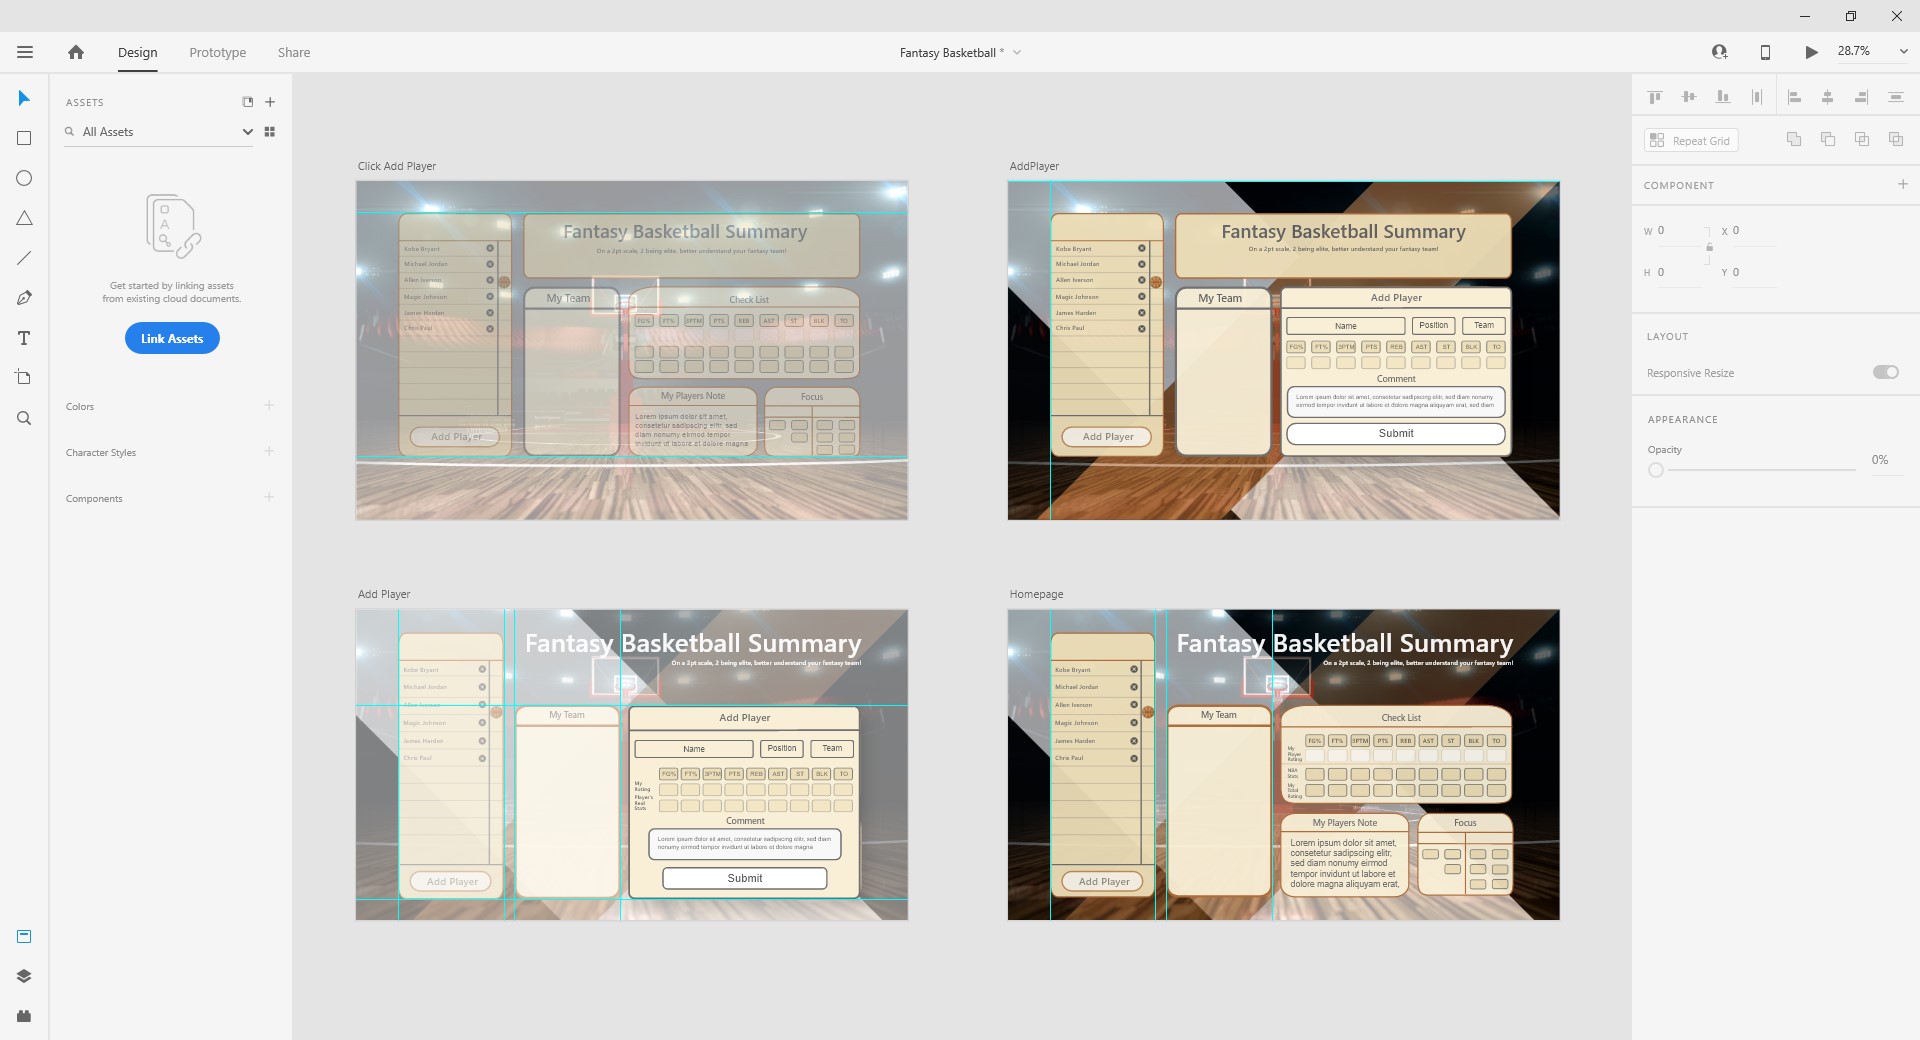 Design
Prototype
Share
Fantasy Basketball *
28.7%
ASSETS
All Assets
Get started by linking assets
from existing cloud documents.
Link Assets
Colors
Character Styles
Components
Click Add Player
Fantasy Basketball Summary
On a 2pt scale, 2 being elite, better understand your fantasy team!
Kobe Bryant
Michael Jordan
Allen Iverson
Magic Johnson
James Harden
Chris Paul
Add Player
My Team
Check List
FG% FT% 3PTM PTS REB AST ST BLK TO
My Players Note
Lorem ipsum dolor sit amet,
consetetur sadipscing elitr, sed
diam nonumy eirmod tempor
invidunt ut labore et dolore magna
Focus
AddPlayer
Fantasy Basketball Summary
On a 2pt scale, 2 being elite, better understand your fantasy team!
Kobe Bryant
Michael Jordan
Allen Iverson
Magic Johnson
James Harden
Chris Paul
Add Player
My Team
Add Player
Name Position Team
FG% FT% 3PTM PTS REB AST ST BLK TO
Comment
Lorem ipsum dolor sit amet, consetetur sadipscing elitr, sed diam nonumy
eirmod tempor invidunt ut labore et dolore magna aliquyam erat, sed diam
Submit
Add Player
Fantasy Basketball Summary
On a 2pt scale, 2 being elite, better understand your fantasy team!
Kobe Bryant
Michael Jordan
Allen Iverson
Magic Johnson
James Harden
Chris Paul
Add Player
My Team
Add Player
Name Position Team
FG% FT% 3PTM PTS REB AST ST BLK TO
My
Rating
Player's
Real
Stats
Comment
Lorem ipsum dolor sit amet, consetetur sadipscing elitr, sed diam
nonumy eirmod tempor invidunt ut labore et dolore magna
Submit
Homepage
Fantasy Basketball Summary
On a 2pt scale, 2 being elite, better understand your fantasy team!
Kobe Bryant
Michael Jordan
Allen Iverson
Magic Johnson
James Harden
Chris Paul
Add Player
My Team
Check List
FG% FT% 3PTM PTS REB AST ST BLK TO
My
Player
Rating
NBA
Stats
My
Total
Rating
My Players Note
Lorem ipsum dolor sit amet,
consetetur sadipscing elitr,
sed diam nonumy eirmod
tempor invidunt ut labore et
dolore magna aliquyam erat,
Focus
Repeat Grid
COMPONENT
W 0 X 0
H 0 Y 0
LAYOUT
Responsive Resize
APPEARANCE
Opacity
0%